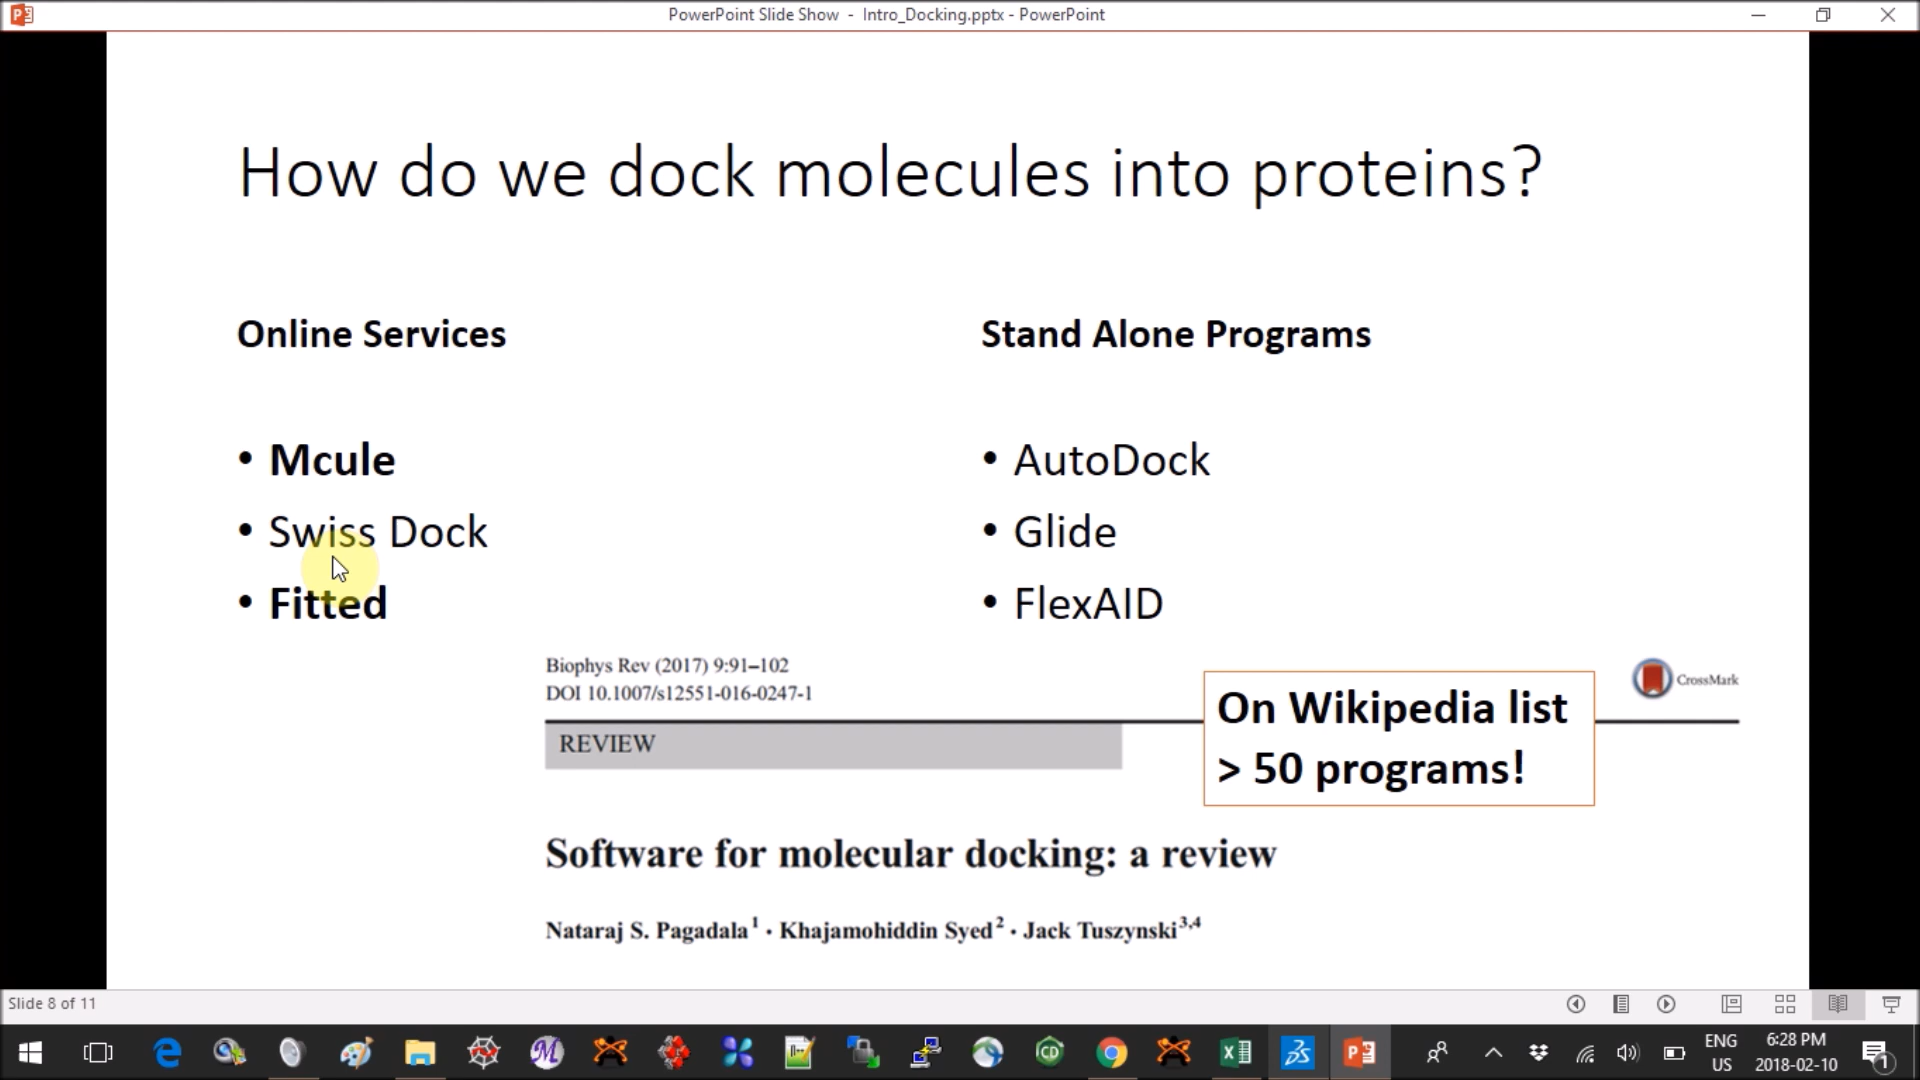 PowerPoint Slide Show - Intro_Docking.pptx - PowerPoint
How do we dock molecules into proteins?
Online Services
• Mcule
• Swiss Dock
• Fitted
Stand Alone Programs
• AutoDock
• Glide
• FlexAID
Biophys Rev (2017) 9:91–102
DOI 10.1007/s12551-016-0247-1
CrossMark
REVIEW
On Wikipedia list
> 50 programs!
Software for molecular docking: a review
Nataraj S. Pagadala1 · Khajamohiddin Syed2 · Jack Tuszynski3,4
Slide 8 of 11
ENG
US
6:28 PM
2018-02-10
1